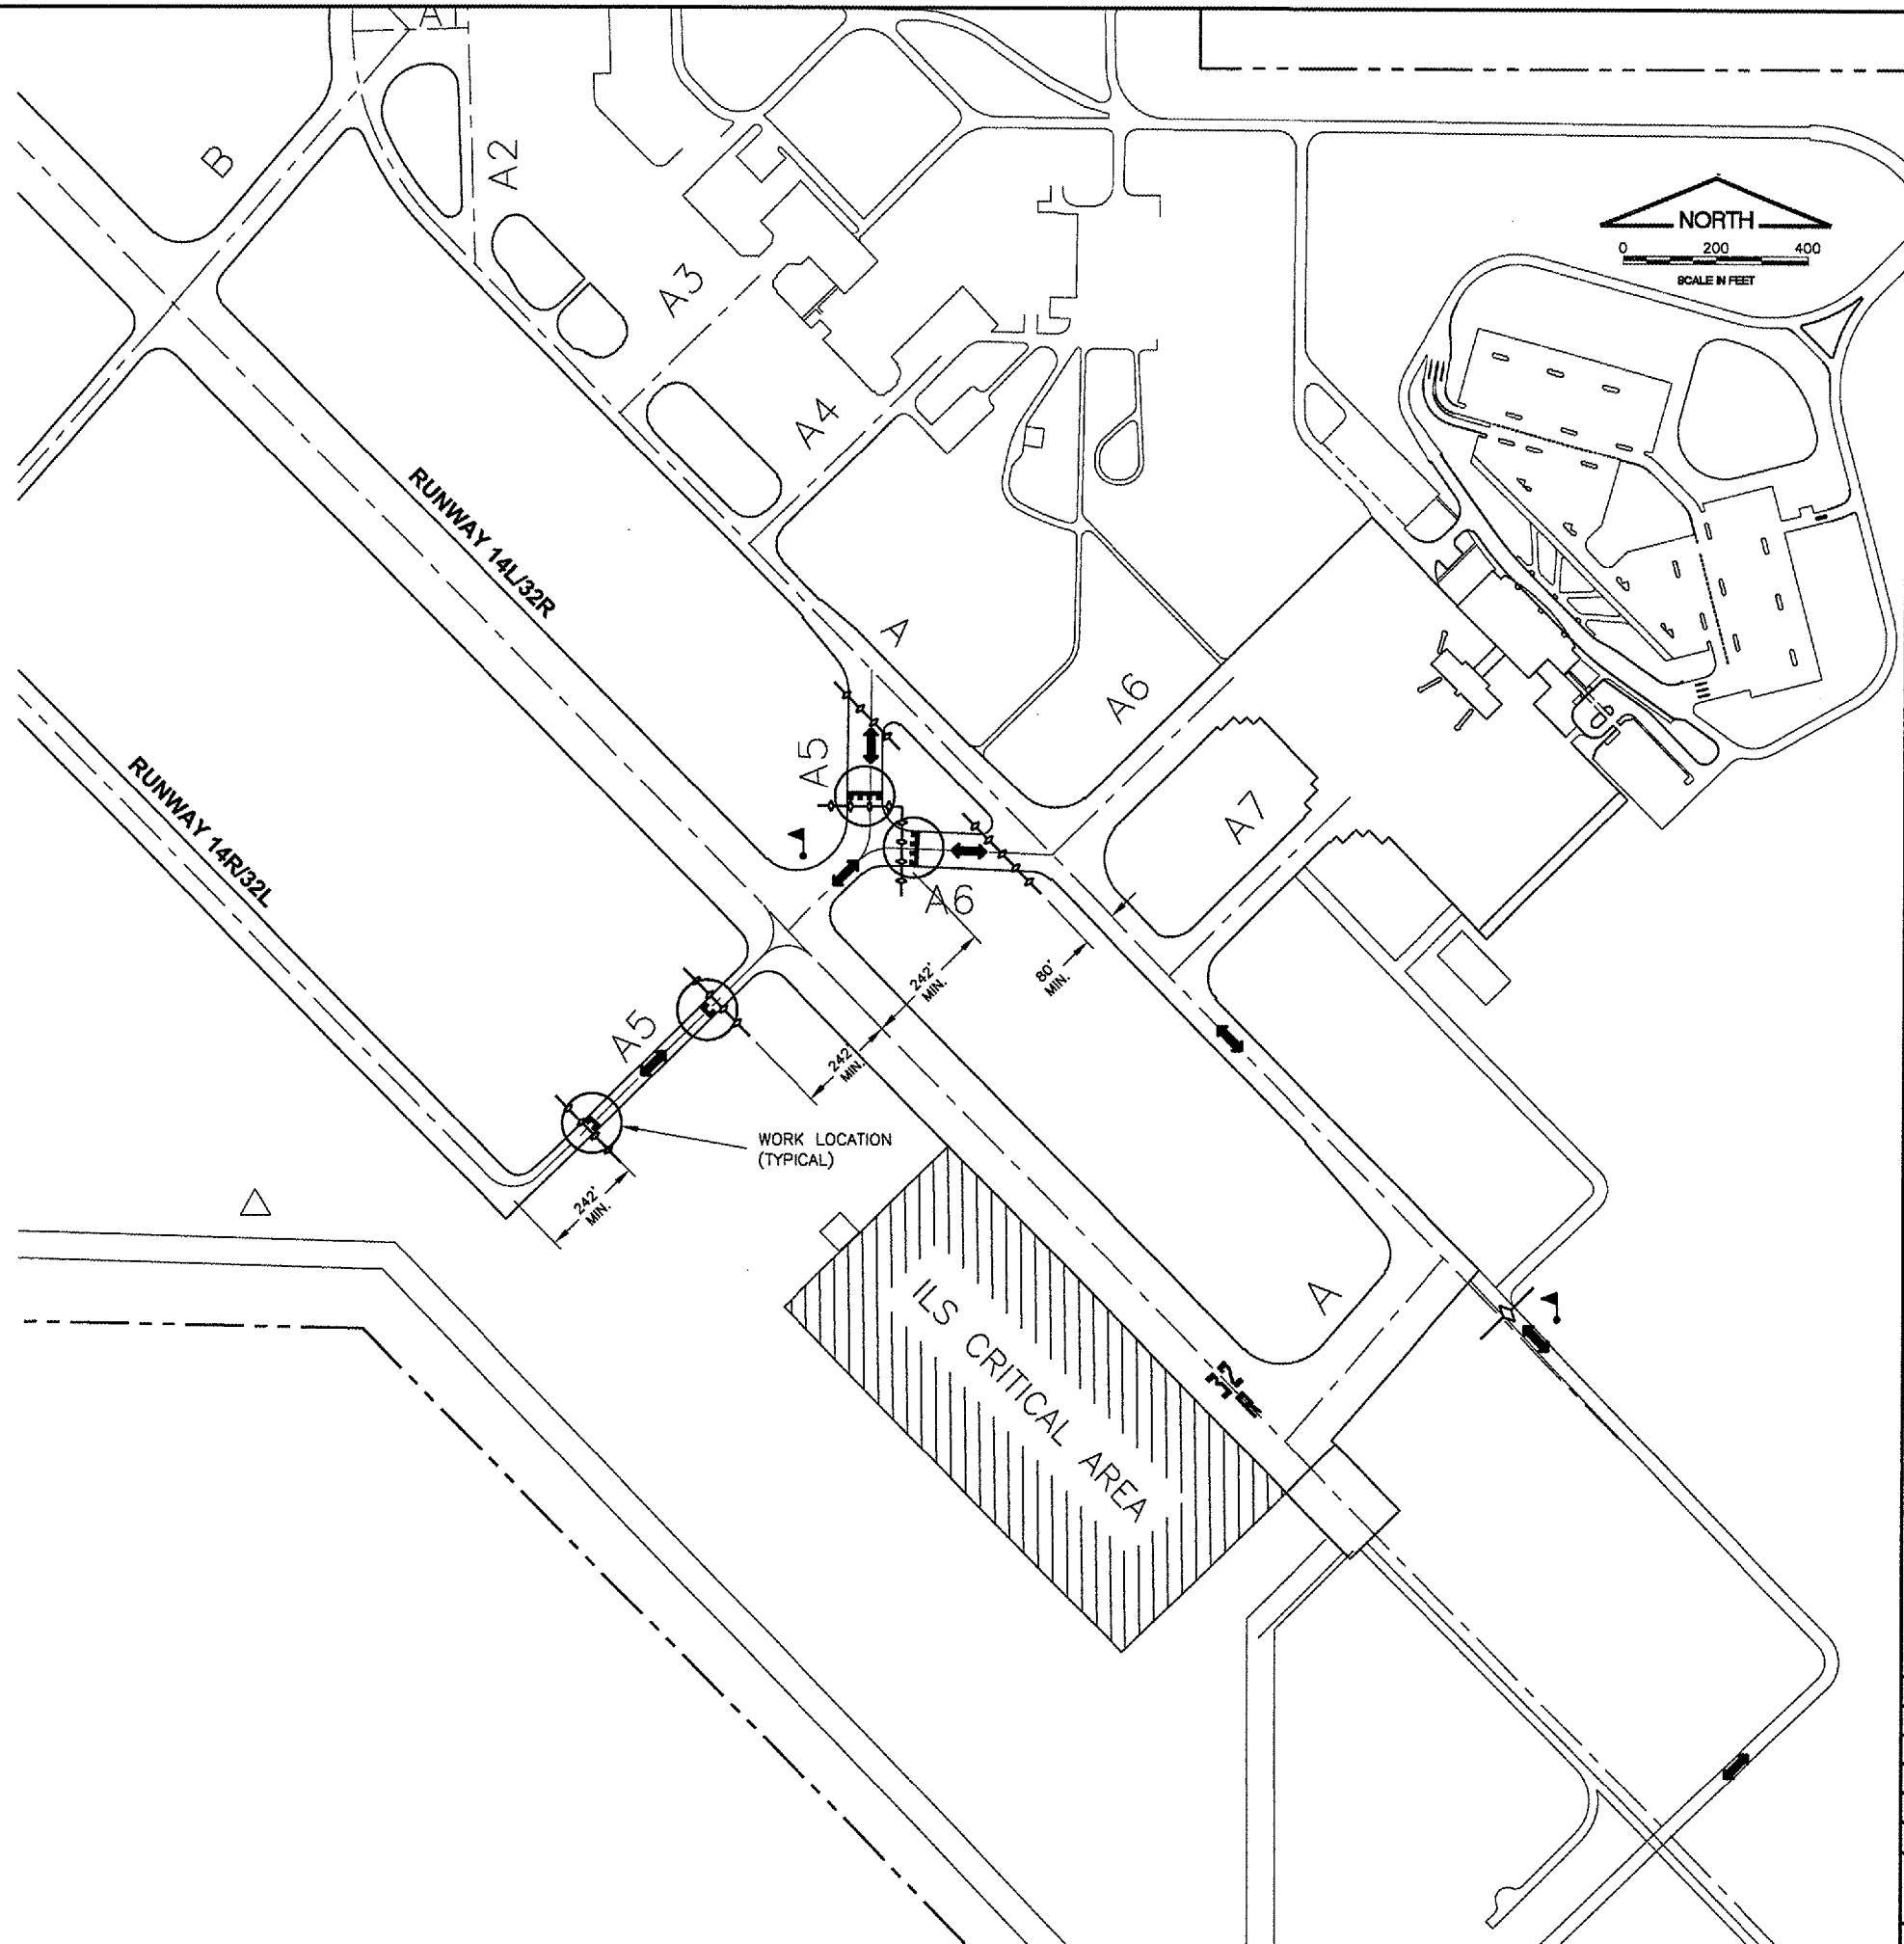 A1
B
A2
NORTH
0 200 400
SCALE IN FEET
A3
A4
RUNWAY 14L/32R
A
A6
A5
RUNWAY 14R/32L
A7
A6
242'
MIN.
80'
MIN.
A5
242'
MIN.
WORK LOCATION
(TYPICAL)
242'
MIN.
ILS CRITICAL AREA
A
32
R